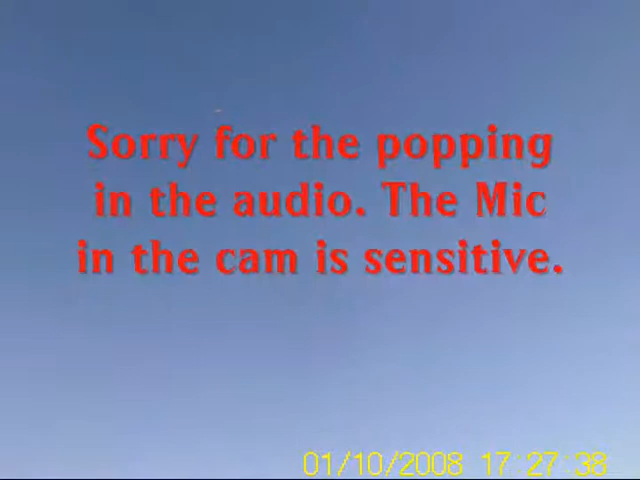 Sorry for the popping
in the audio. The Mic
in the cam is sensitive.
01/10/2008 17:27:38